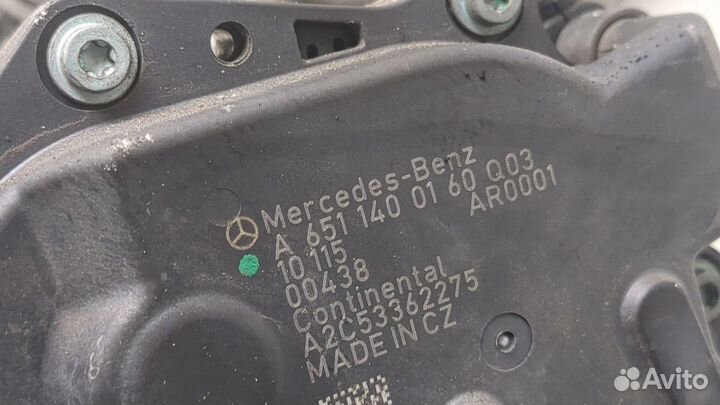 Mercedes-Benz
A 651 140 01 60 Q03
AR0001
10.115.
00438
Continental
A2C53362275
MADE IN CZ
Avito